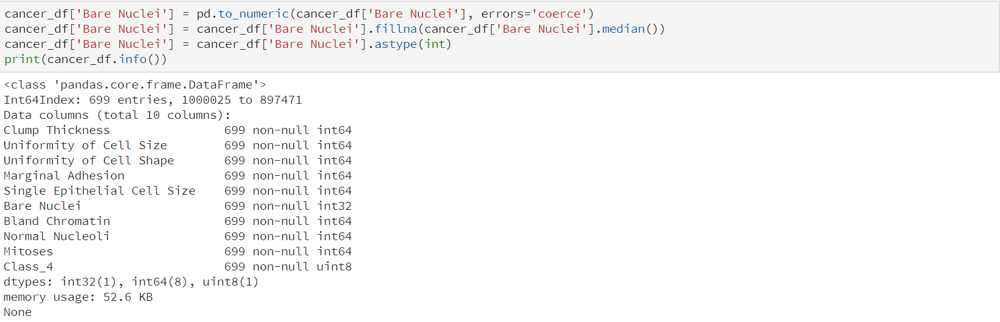 cancer_df['Bare Nuclei'] = pd.to_numeric(cancer_df['Bare Nuclei'], errors='coerce')
cancer_df['Bare Nuclei'] = cancer_df['Bare Nuclei'].fillna(cancer_df['Bare Nuclei'].median())
cancer_df['Bare Nuclei'] = cancer_df['Bare Nuclei'].astype(int)
print(cancer_df.info())
<class 'pandas.core.frame.DataFrame'>
Int64Index: 699 entries, 1000025 to 897471
Data columns (total 10 columns):
Clump Thickness                699 non-null int64
Uniformity of Cell Size        699 non-null int64
Uniformity of Cell Shape       699 non-null int64
Marginal Adhesion              699 non-null int64
Single Epithelial Cell Size    699 non-null int64
Bare Nuclei                    699 non-null int32
Bland Chromatin                699 non-null int64
Normal Nucleoli                699 non-null int64
Mitoses                        699 non-null int64
Class_4                        699 non-null uint8
dtypes: int32(1), int64(8), uint8(1)
memory usage: 52.6 KB
None